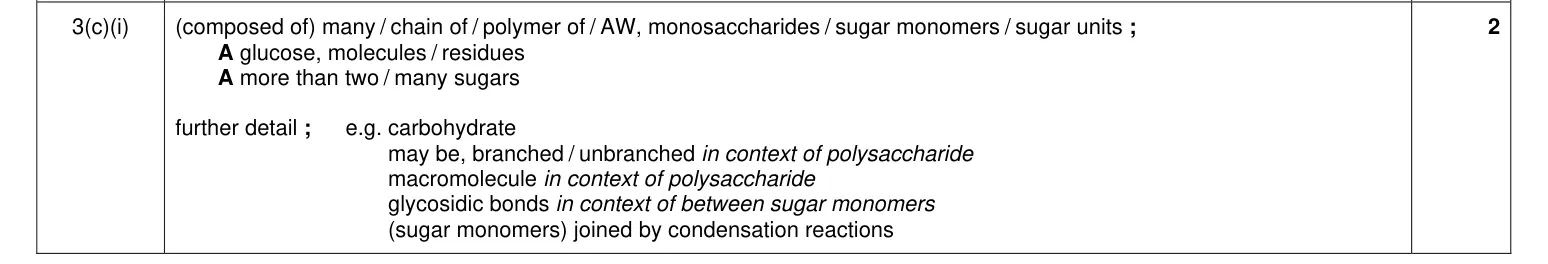 3(c)(i) (composed of) many / chain of / polymer of / AW, monosaccharides / sugar monomers / sugar units ; 2
A glucose, molecules / residues
A more than two / many sugars
further detail ; e.g. carbohydrate
may be, branched / unbranched in context of polysaccharide
macromolecule in context of polysaccharide
glycosidic bonds in context of between sugar monomers
(sugar monomers) joined by condensation reactions